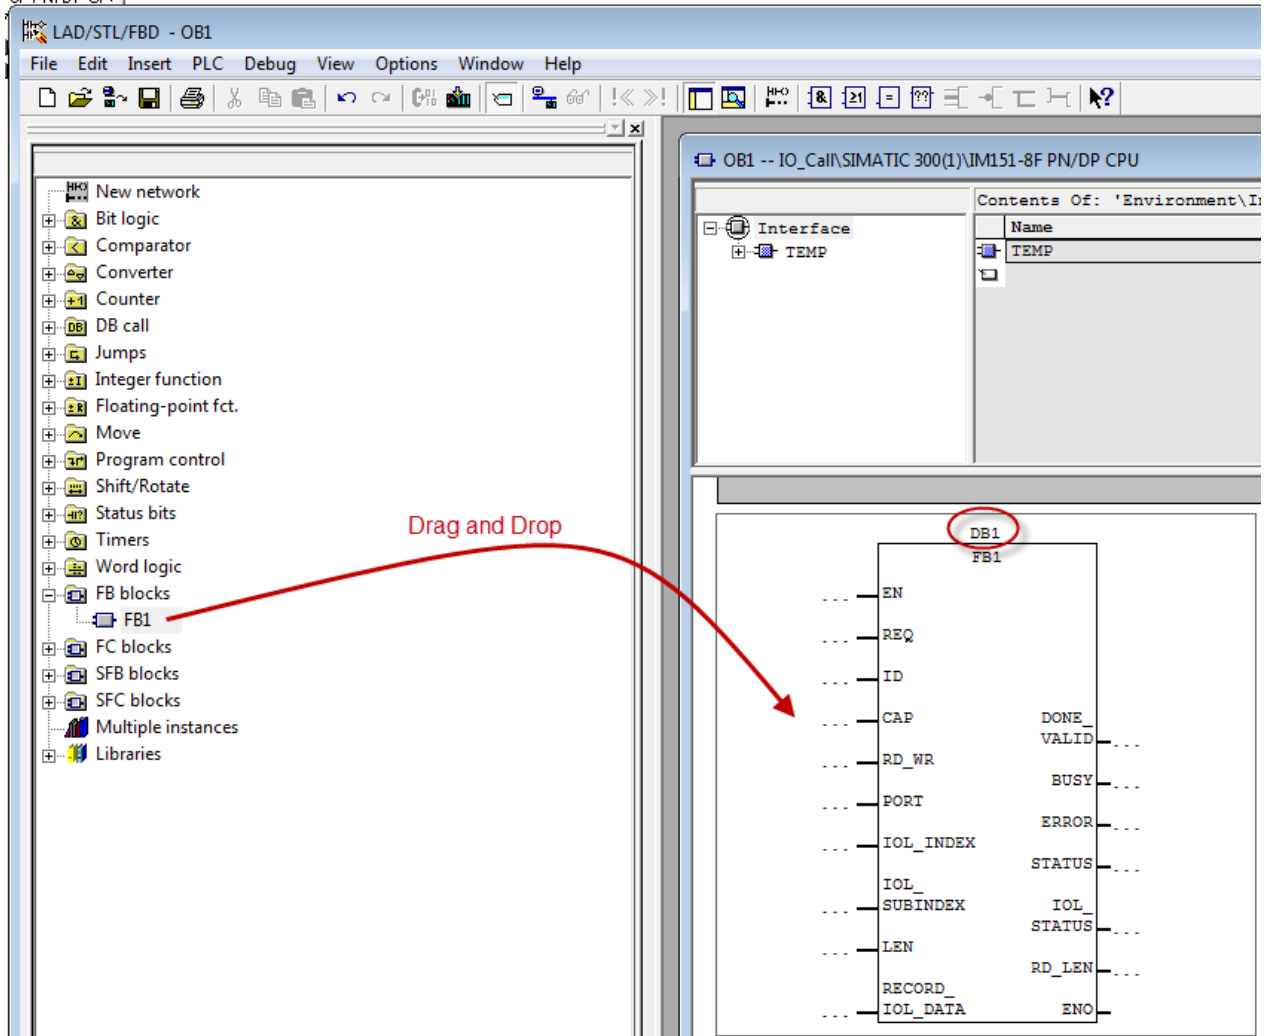 LAD/STL/FBD - OB1
File Edit Insert PLC Debug View Options Window Help
OB1 -- IO_Call\SIMATIC 300(1)\IM151-8F PN/DP CPU
Contents Of: 'Environment\I
Interface
TEMP
Name
TEMP
New network
Bit logic
Comparator
Converter
Counter
DB call
Jumps
Integer function
Floating-point fct.
Move
Program control
Shift/Rotate
Status bits
Timers
Word logic
FB blocks
FB1
FC blocks
SFB blocks
SFC blocks
Multiple instances
Libraries
Drag and Drop
DB1
FB1
... EN
... REQ
... ID
... CAP
... RD_WR
... PORT
... IOL_INDEX
IOL_
... SUBINDEX
... LEN
RECORD_
... IOL_DATA
DONE_
VALID ...
BUSY ...
ERROR ...
STATUS ...
IOL_
STATUS ...
RD_LEN ...
ENO